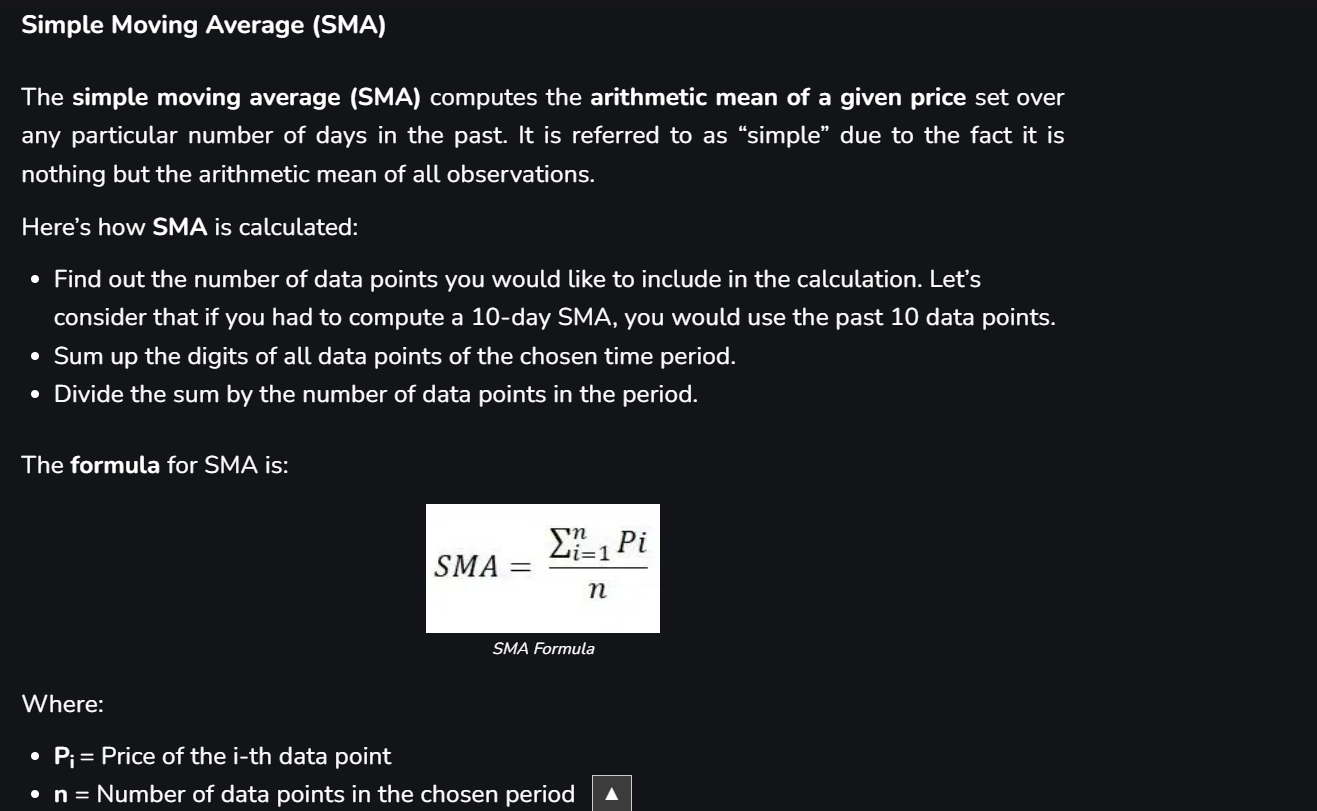 Simple Moving Average (SMA)
The simple moving average (SMA) computes the arithmetic mean of a given price set over
any particular number of days in the past. It is referred to as “simple” due to the fact it is
nothing but the arithmetic mean of all observations.
Here’s how SMA is calculated:
• Find out the number of data points you would like to include in the calculation. Let’s
consider that if you had to compute a 10-day SMA, you would use the past 10 data points.
• Sum up the digits of all data points of the chosen time period.
• Divide the sum by the number of data points in the period.
The formula for SMA is:
SMA = \frac{\sum_{i=1}^{n} Pi}{n}
SMA Formula
Where:
• Pᵢ = Price of the i-th data point
• n = Number of data points in the chosen period ▲